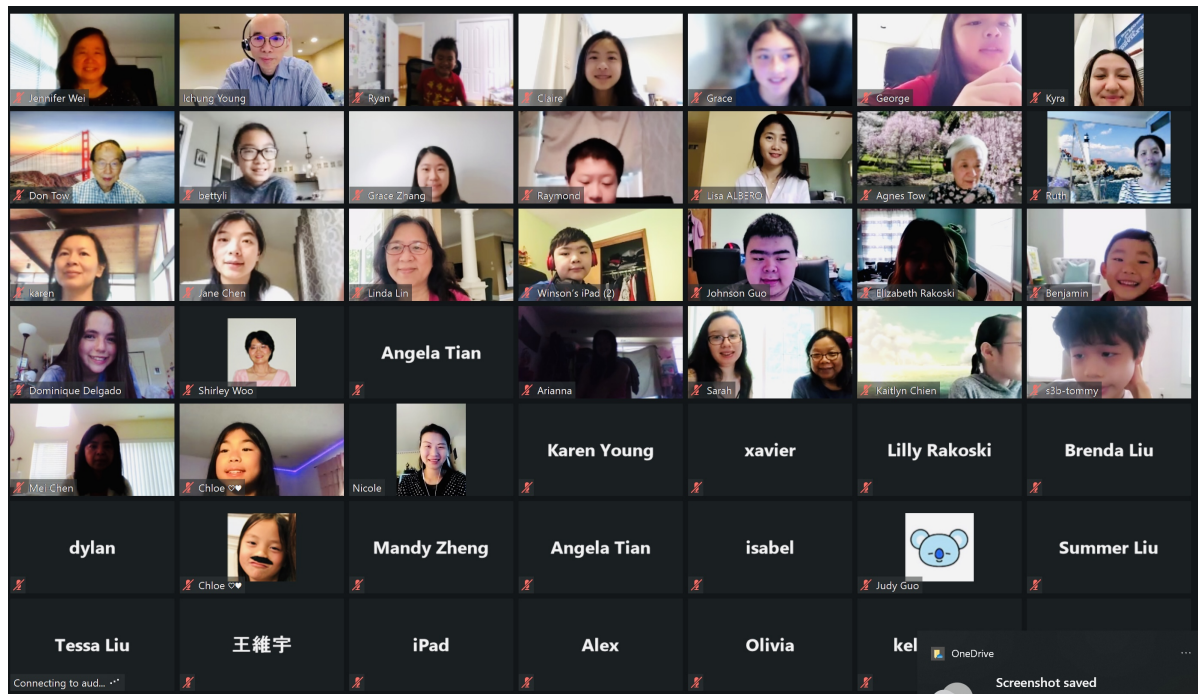 Jennifer Wei
Ichung Young
Ryan
Claire
Grace
George
Kyra
Don Tow
bettyli
Grace Zhang
Raymond
Lisa ALBERO
Agnes Tow
Ruth
karen
Jane Chen
Linda Lin
Winson's iPad (2)
Johnson Guo
Elizabeth Rakoski
Benjamin
Dominique Delgado
Shirley Woo
Angela Tian
Arianna
Sarah
Kaitlyn Chien
s3b-tommy
Mei Chen
Chloe ♡♥
Nicole
Karen Young
xavier
Lilly Rakoski
Brenda Liu
dylan
Chloe ♡♥
Mandy Zheng
Angela Tian
isabel
Judy Guo
Summer Liu
Tessa Liu
Connecting to aud...
王維宇
iPad
Alex
Olivia
kel
OneDrive
Screenshot saved